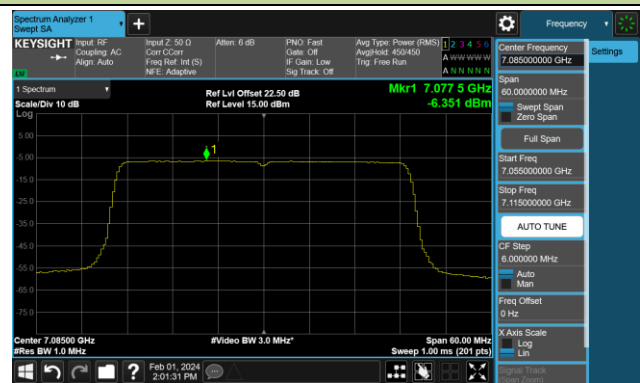 Spectrum Analyzer 1
Swept SA
+
Frequency
KEYSIGHT
Input: RF
Coupling: AC
Align: Auto
Input Z: 50 Ω
Corr CCorr
Freq Ref: Int (S)
NFE: Adaptive
Atten: 6 dB
PNO: Fast
Gate: Off
IF Gain: Low
Sig Track: Off
Avg Type: Power (RMS)
Avg|Hold: 450/450
Trig: Free Run
1 2 3 4 5 6
A W W W W W
A N N N N N
LXI
1 Spectrum
Scale/Div 10 dB
Log
Ref Lvl Offset 22.50 dB
Ref Level 15.00 dBm
Mkr1 7.077 5 GHz
-6.351 dBm
1
5.00
-5.00
-15.0
-25.0
-35.0
-45.0
-55.0
-65.0
-75.0
Center 7.08500 GHz
#Res BW 1.0 MHz
#Video BW 3.0 MHz*
Span 60.00 MHz
Sweep 1.00 ms (201 pts)
Feb 01, 2024
2:01:31 PM
?
Center Frequency
7.085000000 GHz
Settings
Span
60.0000000 MHz
Swept Span
Zero Span
Full Span
Start Freq
7.055000000 GHz
Stop Freq
7.115000000 GHz
AUTO TUNE
CF Step
6.000000 MHz
Auto
Man
Freq Offset
0 Hz
X Axis Scale
Log
Lin
Signal Track
(Span Zoom)